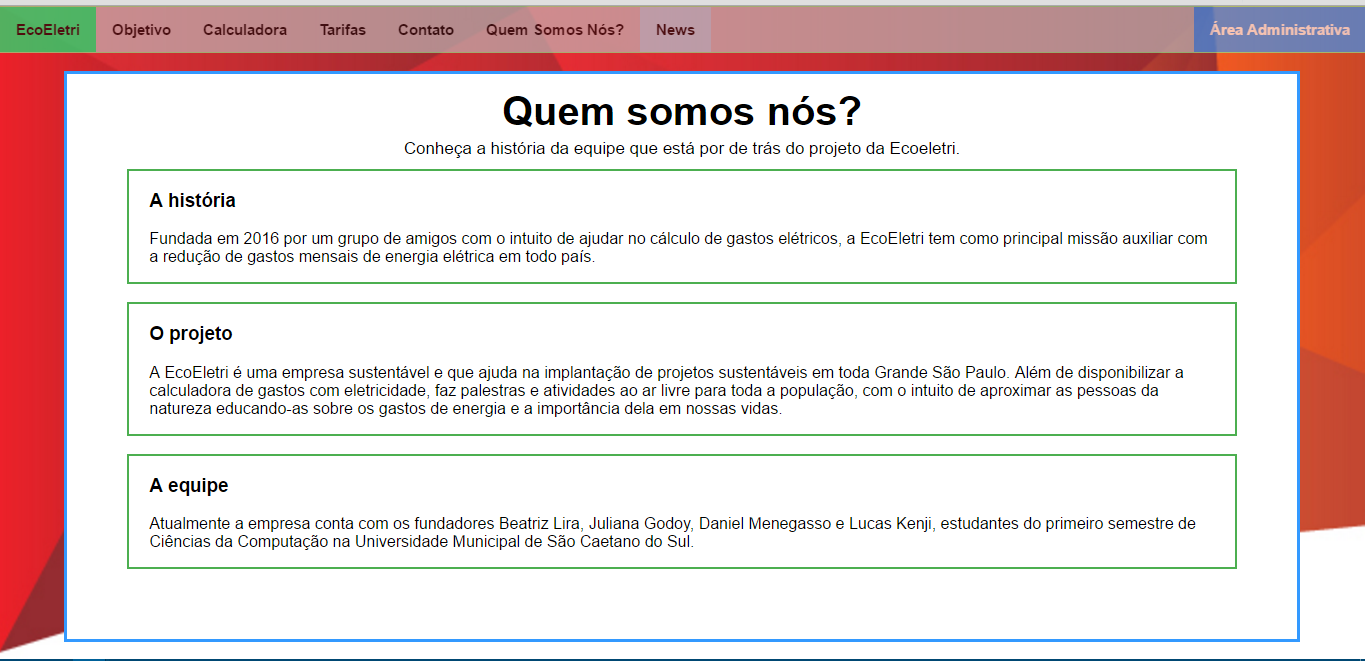 EcoEletri Objetivo Calculadora Tarifas Contato Quem Somos Nós? News Área Administrativa
Quem somos nós?
Conheça a história da equipe que está por de trás do projeto da Ecoeletri.
A história
Fundada em 2016 por um grupo de amigos com o intuito de ajudar no cálculo de gastos elétricos, a EcoEletri tem como principal missão auxiliar com
a redução de gastos mensais de energia elétrica em todo país.
O projeto
A EcoEletri é uma empresa sustentável e que ajuda na implantação de projetos sustentáveis em toda Grande São Paulo. Além de disponibilizar a
calculadora de gastos com eletricidade, faz palestras e atividades ao ar livre para toda a população, com o intuito de aproximar as pessoas da
natureza educando-as sobre os gastos de energia e a importância dela em nossas vidas.
A equipe
Atualmente a empresa conta com os fundadores Beatriz Lira, Juliana Godoy, Daniel Menegasso e Lucas Kenji, estudantes do primeiro semestre de
Ciências da Computação na Universidade Municipal de São Caetano do Sul.